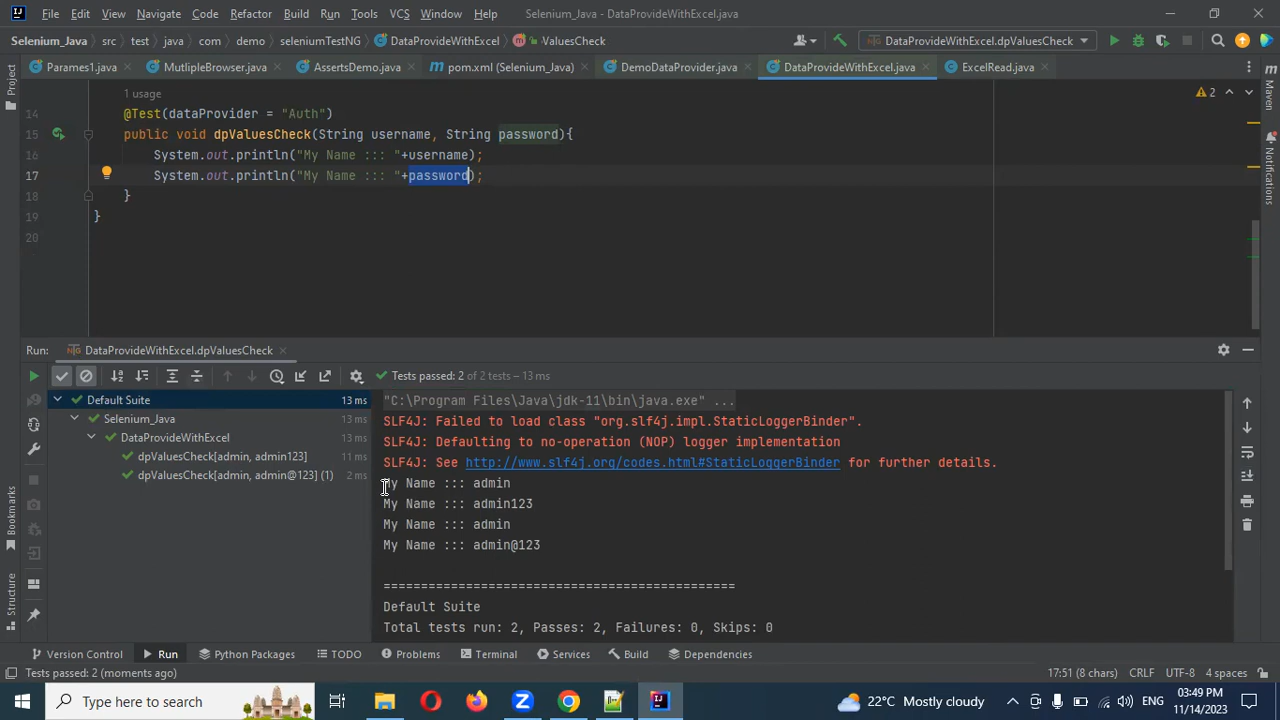 File Edit View Navigate Code Refactor Build Run Tools VCS Window Help Selenium_Java - DataProvideWithExcel.java
Selenium_Java src test java com demo seleniumTestNG DataProvideWithExcel m ValuesCheck DataProvideWithExcel.dpValuesCheck
Parames1.java MutlipleBrowser.java AssertsDemo.java pom.xml (Selenium_Java) DemoDataProvider.java DataProvideWithExcel.java ExcelRead.java
Project
Maven
Notifications
1 usage
2
14 @Test(dataProvider = "Auth")
15 public void dpValuesCheck(String username, String password){
16 System.out.println("My Name ::: "+username);
17 System.out.println("My Name ::: "+password);
18 }
19 }
20
Run: DataProvideWithExcel.dpValuesCheck
Tests passed: 2 of 2 tests – 13 ms
Default Suite 13 ms
Selenium_Java 13 ms
DataProvideWithExcel 13 ms
dpValuesCheck[admin, admin123] 11 ms
dpValuesCheck[admin, admin@123] (1) 2 ms
"C:\Program Files\Java\jdk-11\bin\java.exe" ...
SLF4J: Failed to load class "org.slf4j.impl.StaticLoggerBinder".
SLF4J: Defaulting to no-operation (NOP) logger implementation
SLF4J: See http://www.slf4j.org/codes.html#StaticLoggerBinder for further details.
My Name ::: admin
My Name ::: admin123
My Name ::: admin
My Name ::: admin@123
===============================================
Default Suite
Total tests run: 2, Passes: 2, Failures: 0, Skips: 0
Bookmarks
Structure
Version Control Run Python Packages TODO Problems Terminal Services Build Dependencies
Tests passed: 2 (moments ago) 17:51 (8 chars) CRLF UTF-8 4 spaces
Type here to search 22°C Mostly cloudy ENG 03:49 PM
11/14/2023